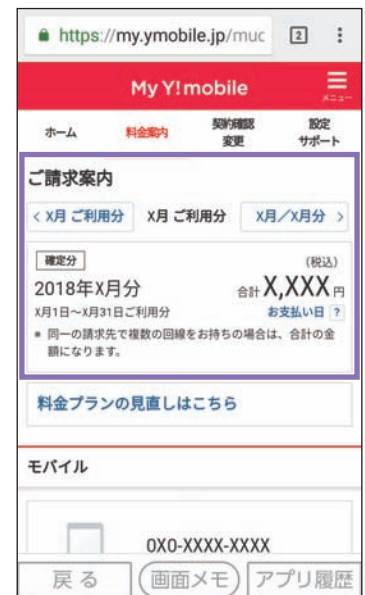 https://my.ymobile.jp/muc 2
My Y!mobile
メニュー
ホーム 料金案内 契約確認 変更 設定 サポート
ご請求案内
< X月 ご利用分 X月 ご利用分 X月／X月分 >
確定分 (税込)
2018年X月分 合計 X,XXX 円
X月1日～X月31日ご利用分 お支払い日 ?
※ 同一の請求先で複数の回線をお持ちの場合は、合計の金
額になります。
料金プランの見直しはこちら
モバイル
0X0-XXXX-XXXX
戻る 画面メモ アプリ履歴